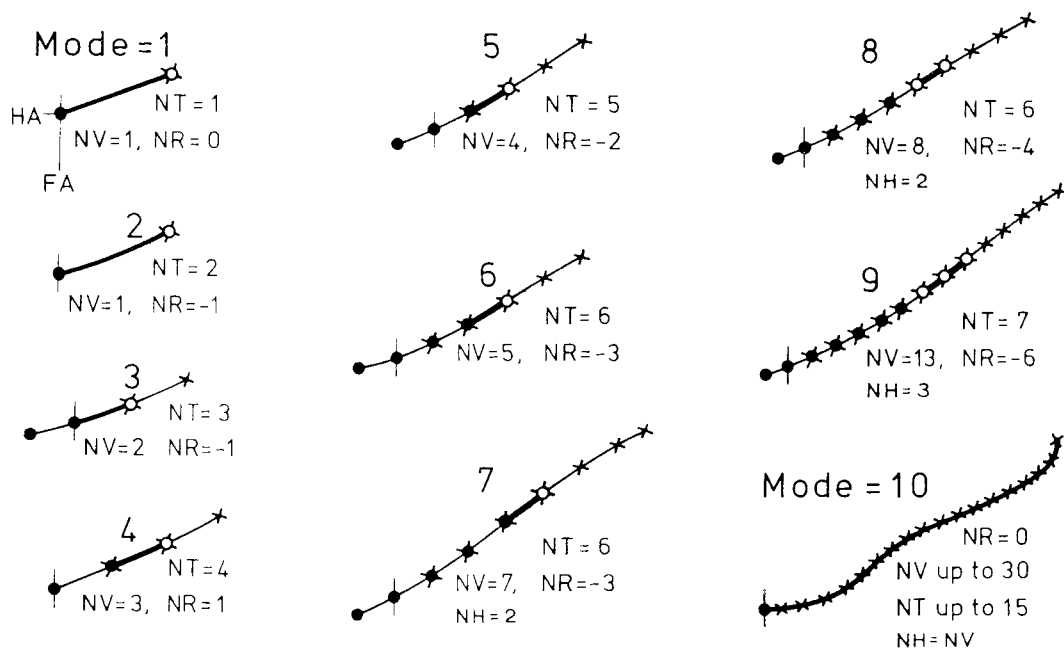 Mode=1
NT=1
HA
NV=1, NR=0
FA
2
NT=2
NV=1, NR=-1
3
NT=3
NV=2 NR=-1
4
NT=4
NV=3, NR=1
5
NT=5
NV=4, NR=-2
6
NT=6
NV=5, NR=-3
7
NT=6
NV=7, NR=-3
NH=2
8
NT=6
NV=8, NR=-4
NH=2
9
NT=7
NV=13, NR=-6
NH=3
Mode=10
NR=0
NV up to 30
NT up to 15
NH=NV